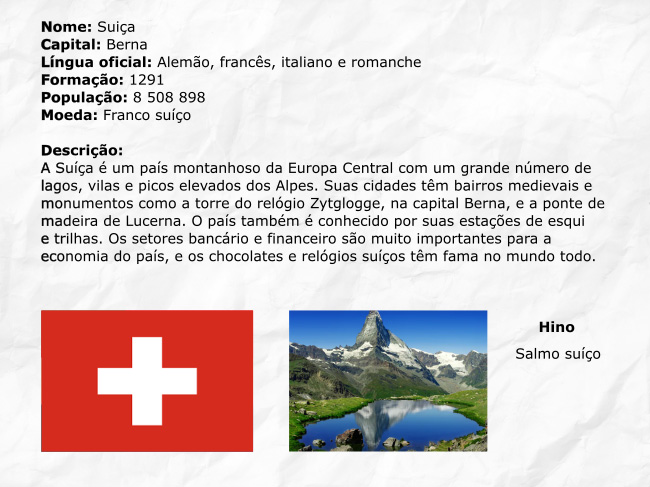 Nome: Suiça
Capital: Berna
Língua oficial: Alemão, francês, italiano e romanche
Formação: 1291
População: 8 508 898
Moeda: Franco suíço
Descrição:
A Suíça é um país montanhoso da Europa Central com um grande número de
lagos, vilas e picos elevados dos Alpes. Suas cidades têm bairros medievais e
monumentos como a torre do relógio Zytglogge, na capital Berna, e a ponte de
madeira de Lucerna. O país também é conhecido por suas estações de esqui
e trilhas. Os setores bancário e financeiro são muito importantes para a
economia do país, e os chocolates e relógios suíços têm fama no mundo todo.
Hino
Salmo suíço